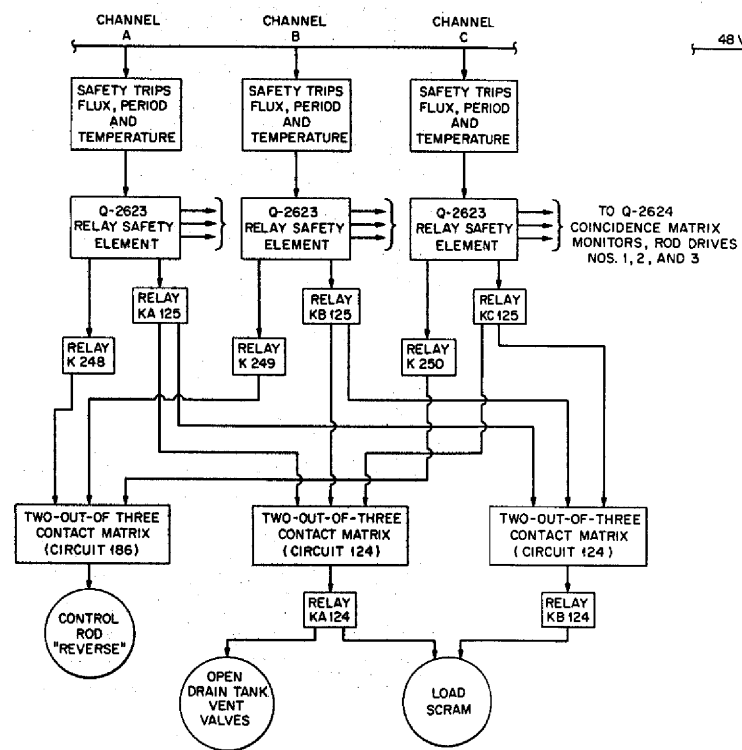 CHANNEL
A
CHANNEL
B
CHANNEL
C
48 V
SAFETY TRIPS
FLUX, PERIOD
AND
TEMPERATURE
SAFETY TRIPS
FLUX, PERIOD
AND
TEMPERATURE
SAFETY TRIPS
FLUX, PERIOD
AND
TEMPERATURE
Q-2623
RELAY SAFETY
ELEMENT
Q-2623
RELAY SAFETY
ELEMENT
Q-2623
RELAY SAFETY
ELEMENT
TO Q-2624
COINCIDENCE MATRIX
MONITORS, ROD DRIVES
NOS. 1, 2, AND 3
RELAY
KA 125
RELAY
KB 125
RELAY
KC 125
RELAY
K 248
RELAY
K 249
RELAY
K 250
TWO-OUT-OF THREE
CONTACT MATRIX
(CIRCUIT 186)
TWO-OUT-OF-THREE
CONTACT MATRIX
(CIRCUIT 124)
TWO-OUT-OF-THREE
CONTACT MATRIX
(CIRCUIT 124)
RELAY
KA 124
RELAY
KB 124
CONTROL
ROD
"REVERSE"
OPEN
DRAIN TANK
VENT
VALVES
LOAD
SCRAM